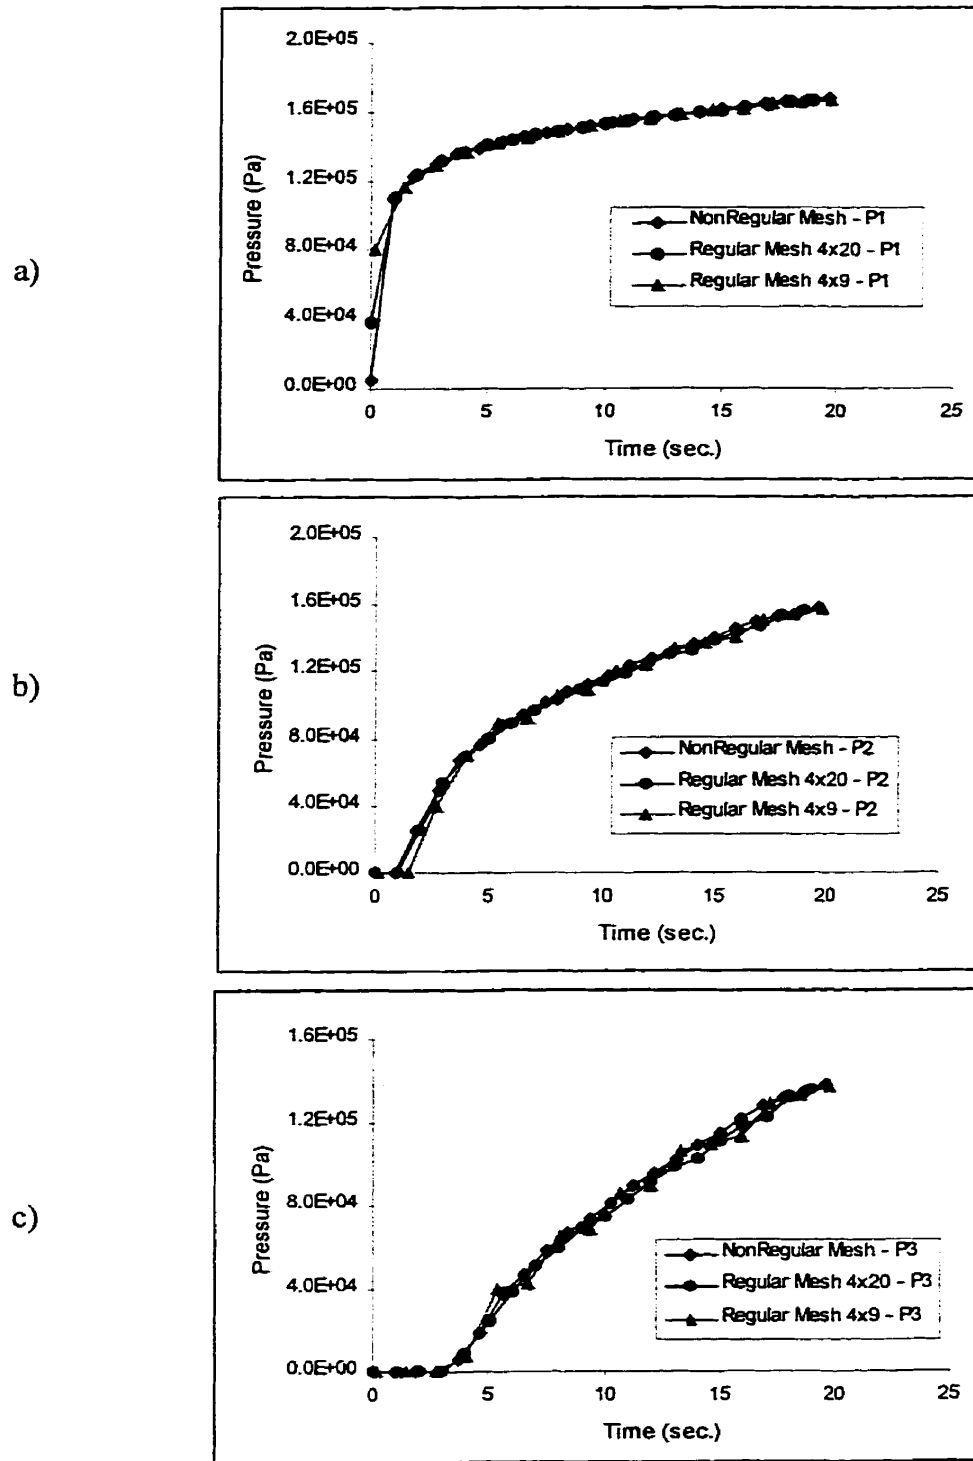 a)
2.0E+05
1.6E+05
1.2E+05
8.0E+04
4.0E+04
0.0E+00
Pressure (Pa)
0 5 10 15 20 25
Time (sec.)
NonRegular Mesh - P1
Regular Mesh 4x20 - P1
Regular Mesh 4x9 - P1
b)
2.0E+05
1.6E+05
1.2E+05
8.0E+04
4.0E+04
0.0E+00
Pressure (Pa)
0 5 10 15 20 25
Time (sec.)
NonRegular Mesh - P2
Regular Mesh 4x20 - P2
Regular Mesh 4x9 - P2
c)
1.6E+05
1.2E+05
8.0E+04
4.0E+04
0.0E+00
Pressure (Pa)
0 5 10 15 20 25
Time (sec.)
NonRegular Mesh - P3
Regular Mesh 4x20 - P3
Regular Mesh 4x9 - P3